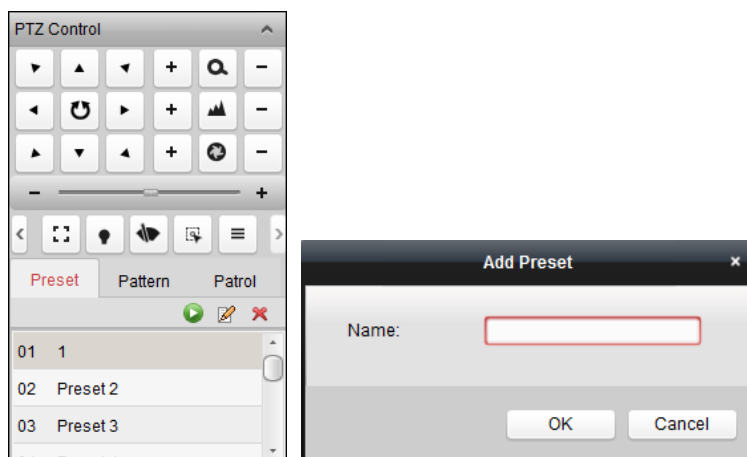 PTZ Control
Preset Pattern Patrol
01 1
02 Preset 2
03 Preset 3
Add Preset
Name:
OK Cancel